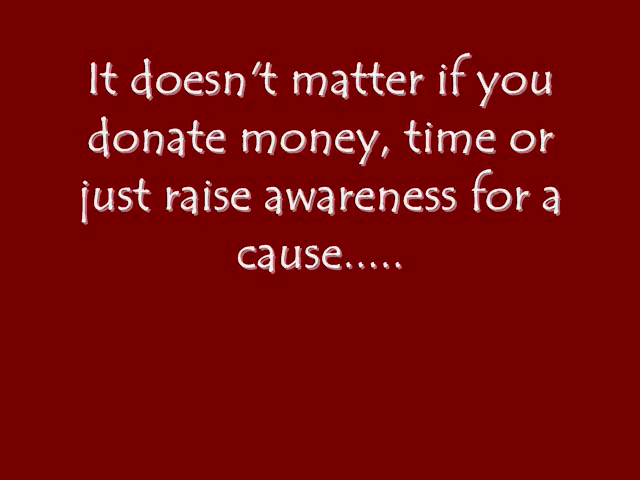 It doesn't matter if you
donate money, time or
just raise awareness for a
cause.....